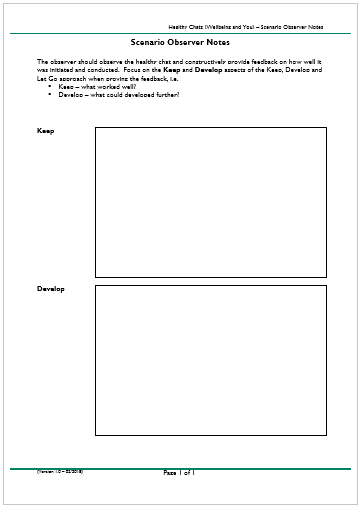 Healthy Chats (Wellbeing and You) – Scenario Observer Notes
Scenario Observer Notes
The observer should observe the healthy chat and constructively provide feedback on how well it
was initiated and conducted. Focus on the Keep and Develop aspects of the Keep, Develop and
Let Go approach when proving the feedback, i.e.
• Keep – what worked well?
• Develop – what could developed further?
Keep
Develop
(Version 1.0 – 02/2018)
Page 1 of 1